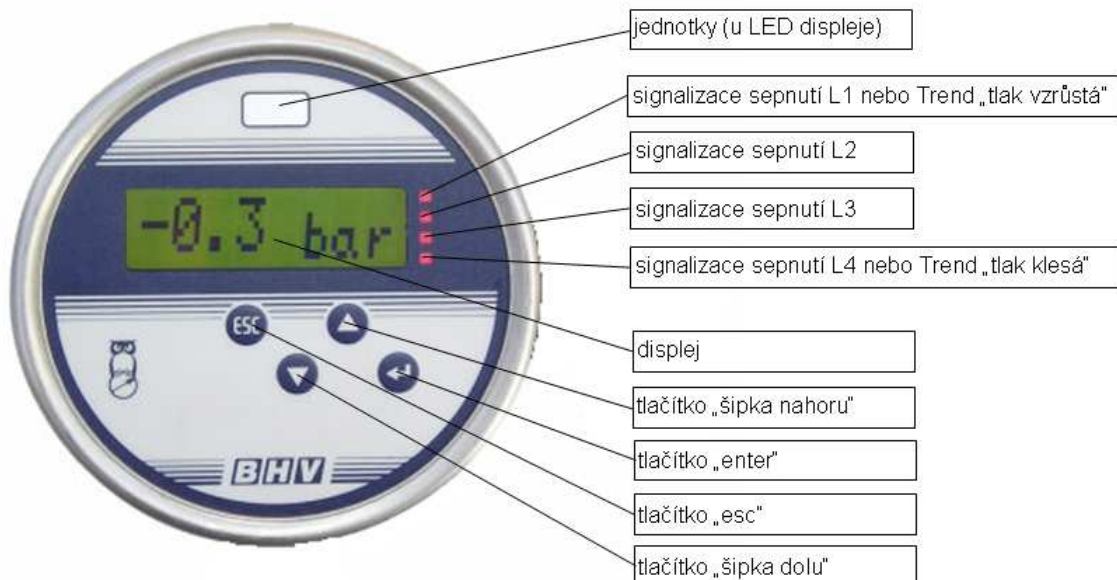 jednotky (u LED displeje)
signalizace sepnutí L1 nebo Trend „tlak vzrůstá“
signalizace sepnutí L2
signalizace sepnutí L3
signalizace sepnutí L4 nebo Trend „tlak klesá“
-0.3 bar
displej
ESC
tlačítko „šipka nahoru“
tlačítko „enter“
tlačítko „esc“
tlačítko „šipka dolu“
BHV